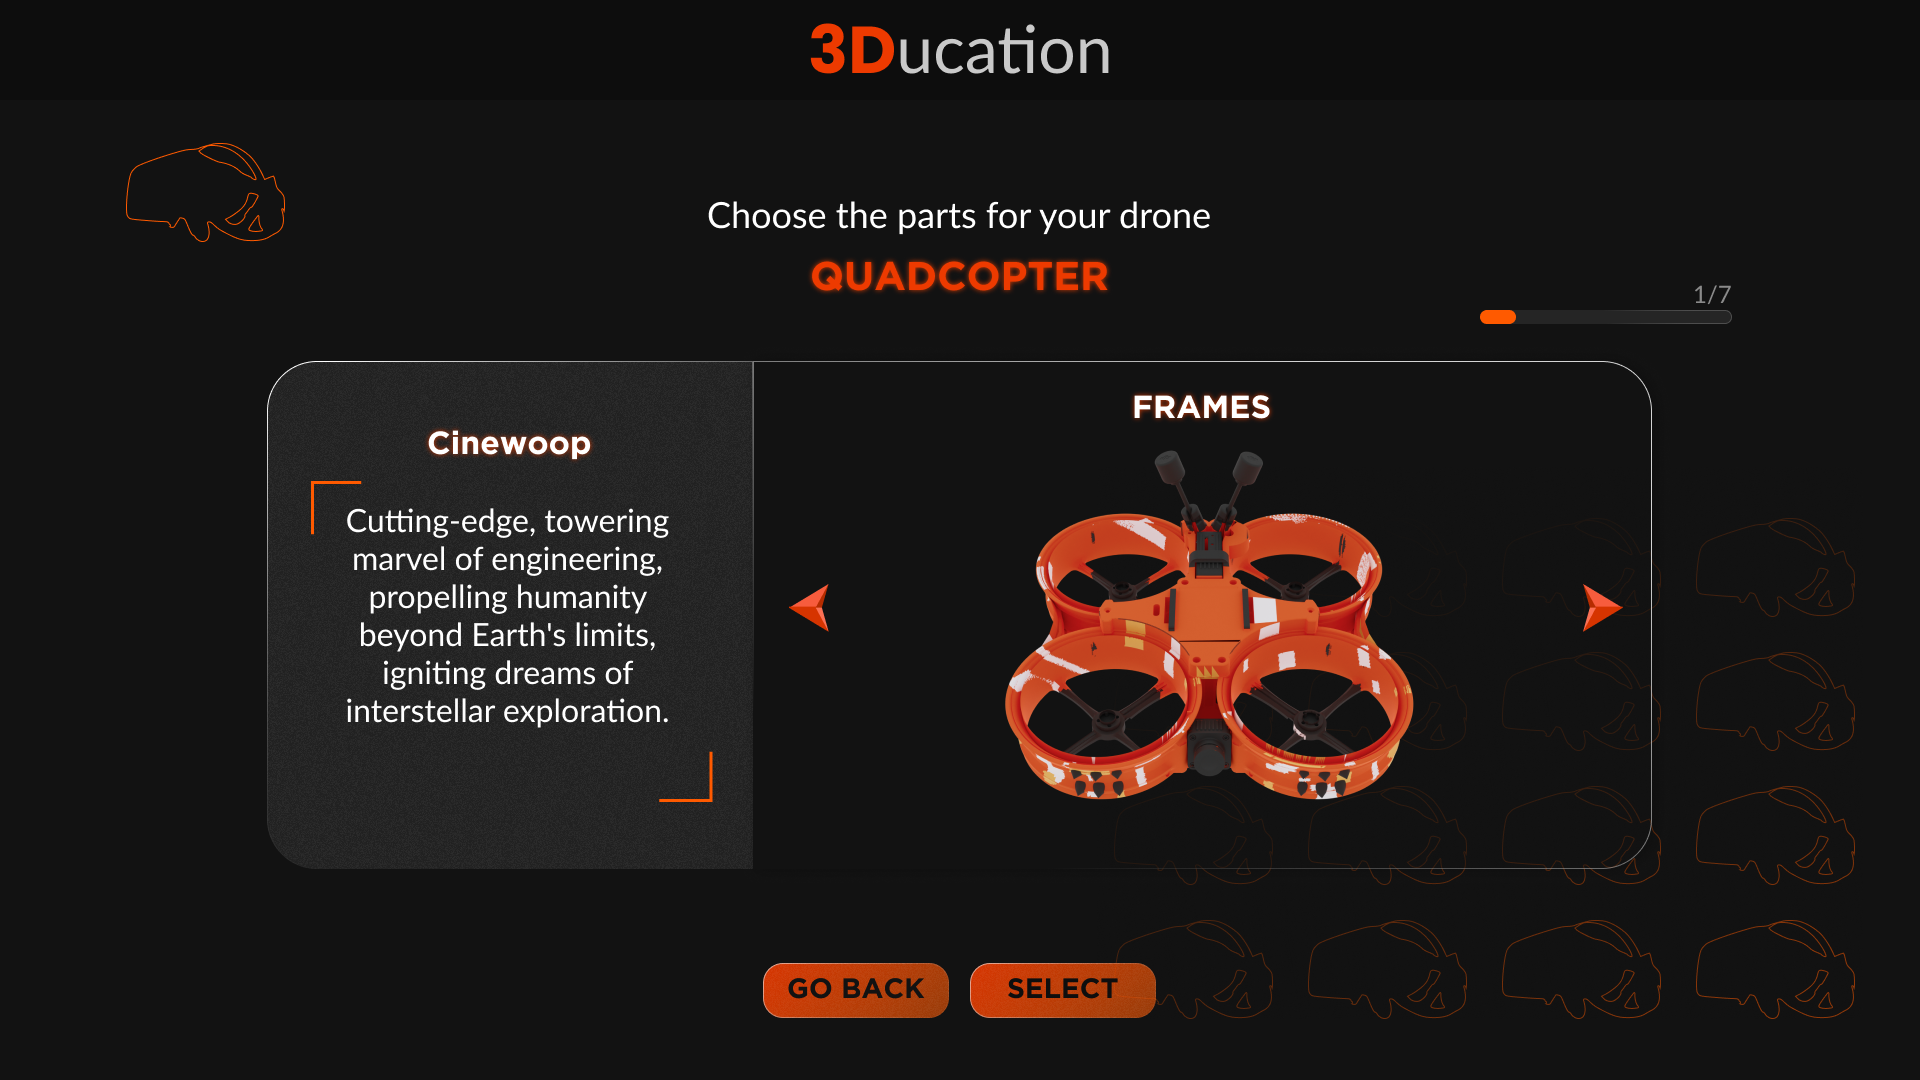 3Ducation
Choose the parts for your drone
QUADCOPTER
1/7
FRAMES
Cinewoop
Cutting-edge, towering
marvel of engineering,
propelling humanity
beyond Earth's limits,
igniting dreams of
interstellar exploration.
GO BACK
SELECT